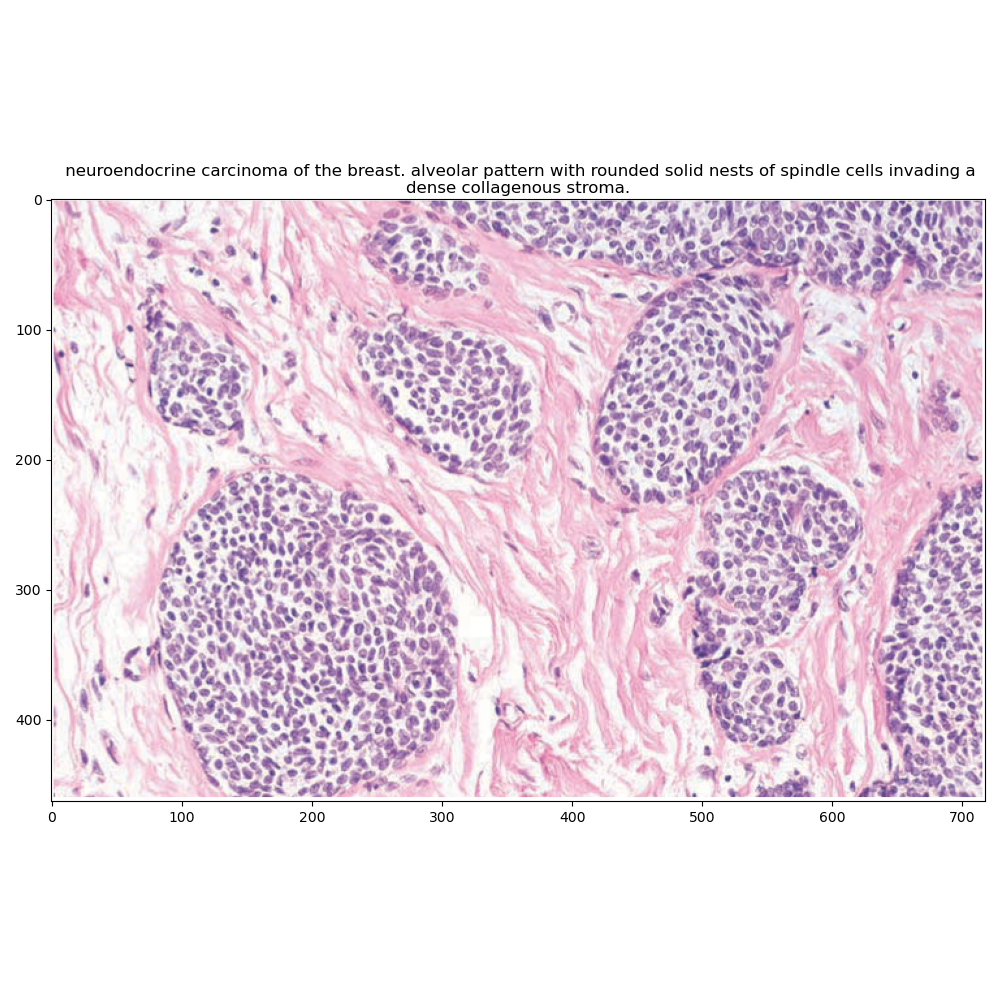 neuroendocrine carcinoma of the breast. alveolar pattern with rounded solid nests of spindle cells invading a
dense collagenous stroma.
0
100
200
300
400
0 100 200 300 400 500 600 700